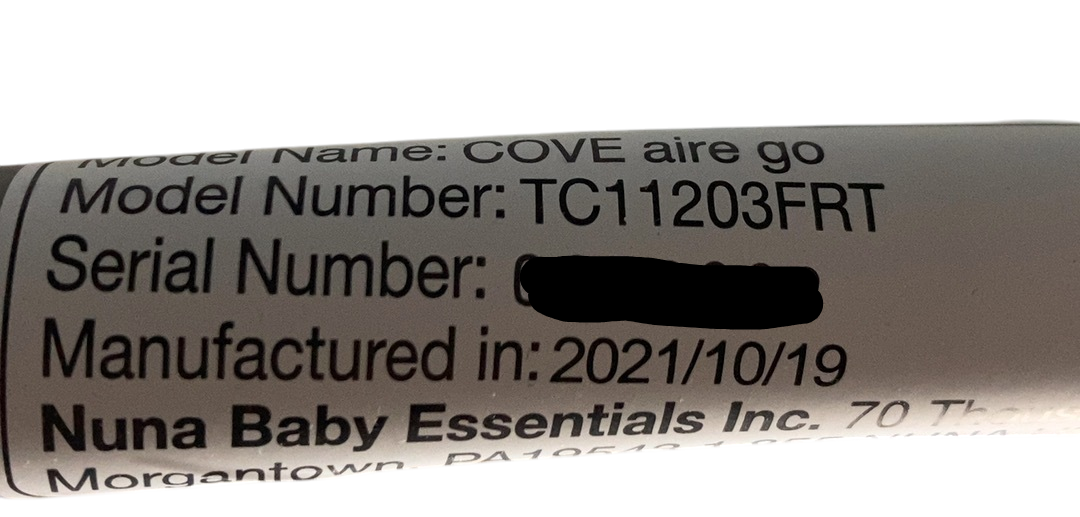 Model Name: COVE aire go
Model Number: TC11203FRT
Serial Number:
Manufactured in: 2021/10/19
Nuna Baby Essentials Inc. 70
Morgantown, PA